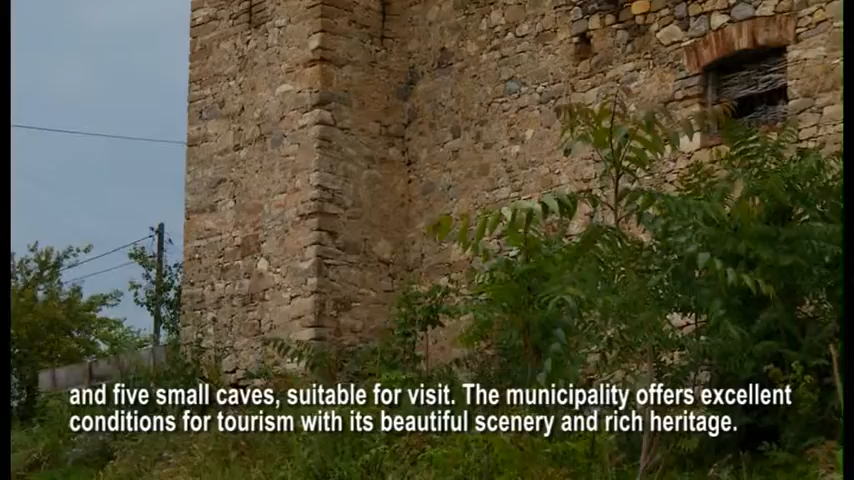 and five small caves, suitable for visit. The municipality offers excellent
conditions for tourism with its beautiful scenery and rich heritage.